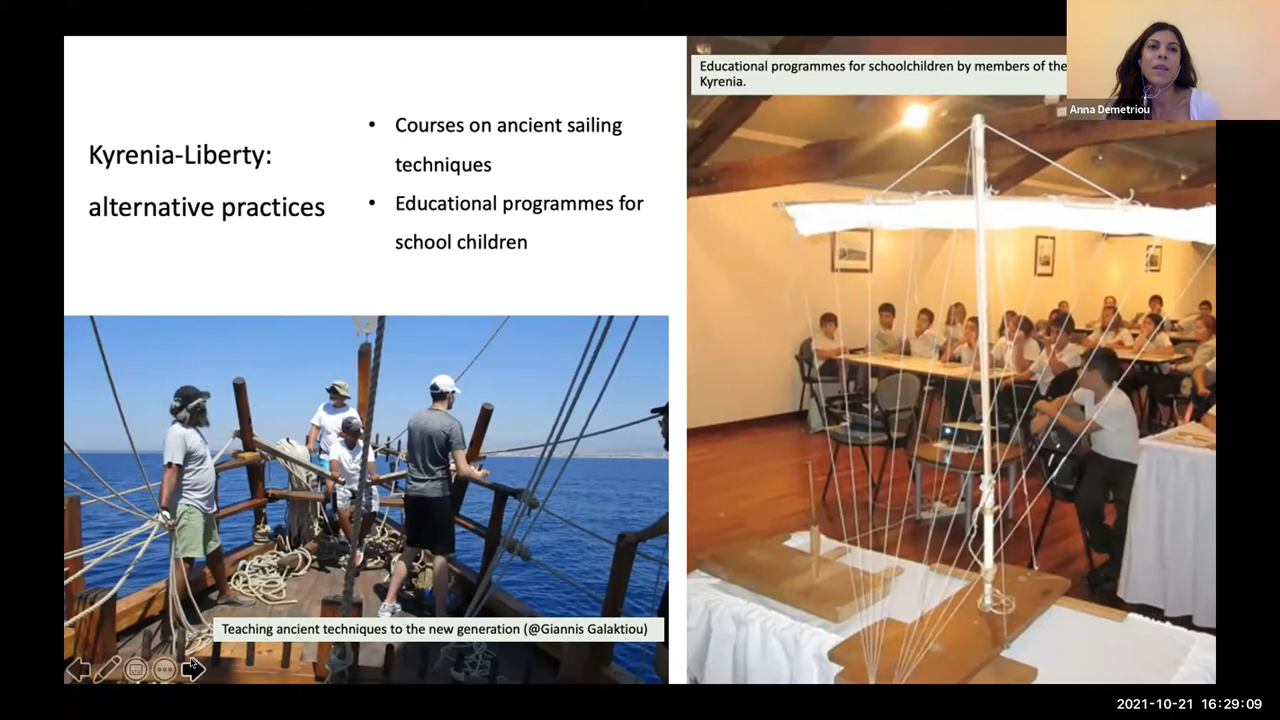 Kyrenia-Liberty:
alternative practices
• Courses on ancient sailing
techniques
• Educational programmes for
school children
Educational programmes for schoolchildren by members of the
Kyrenia.
Anna Demetriou
Teaching ancient techniques to the new generation (@Giannis Galaktiou)
2021-10-21 16:29:09